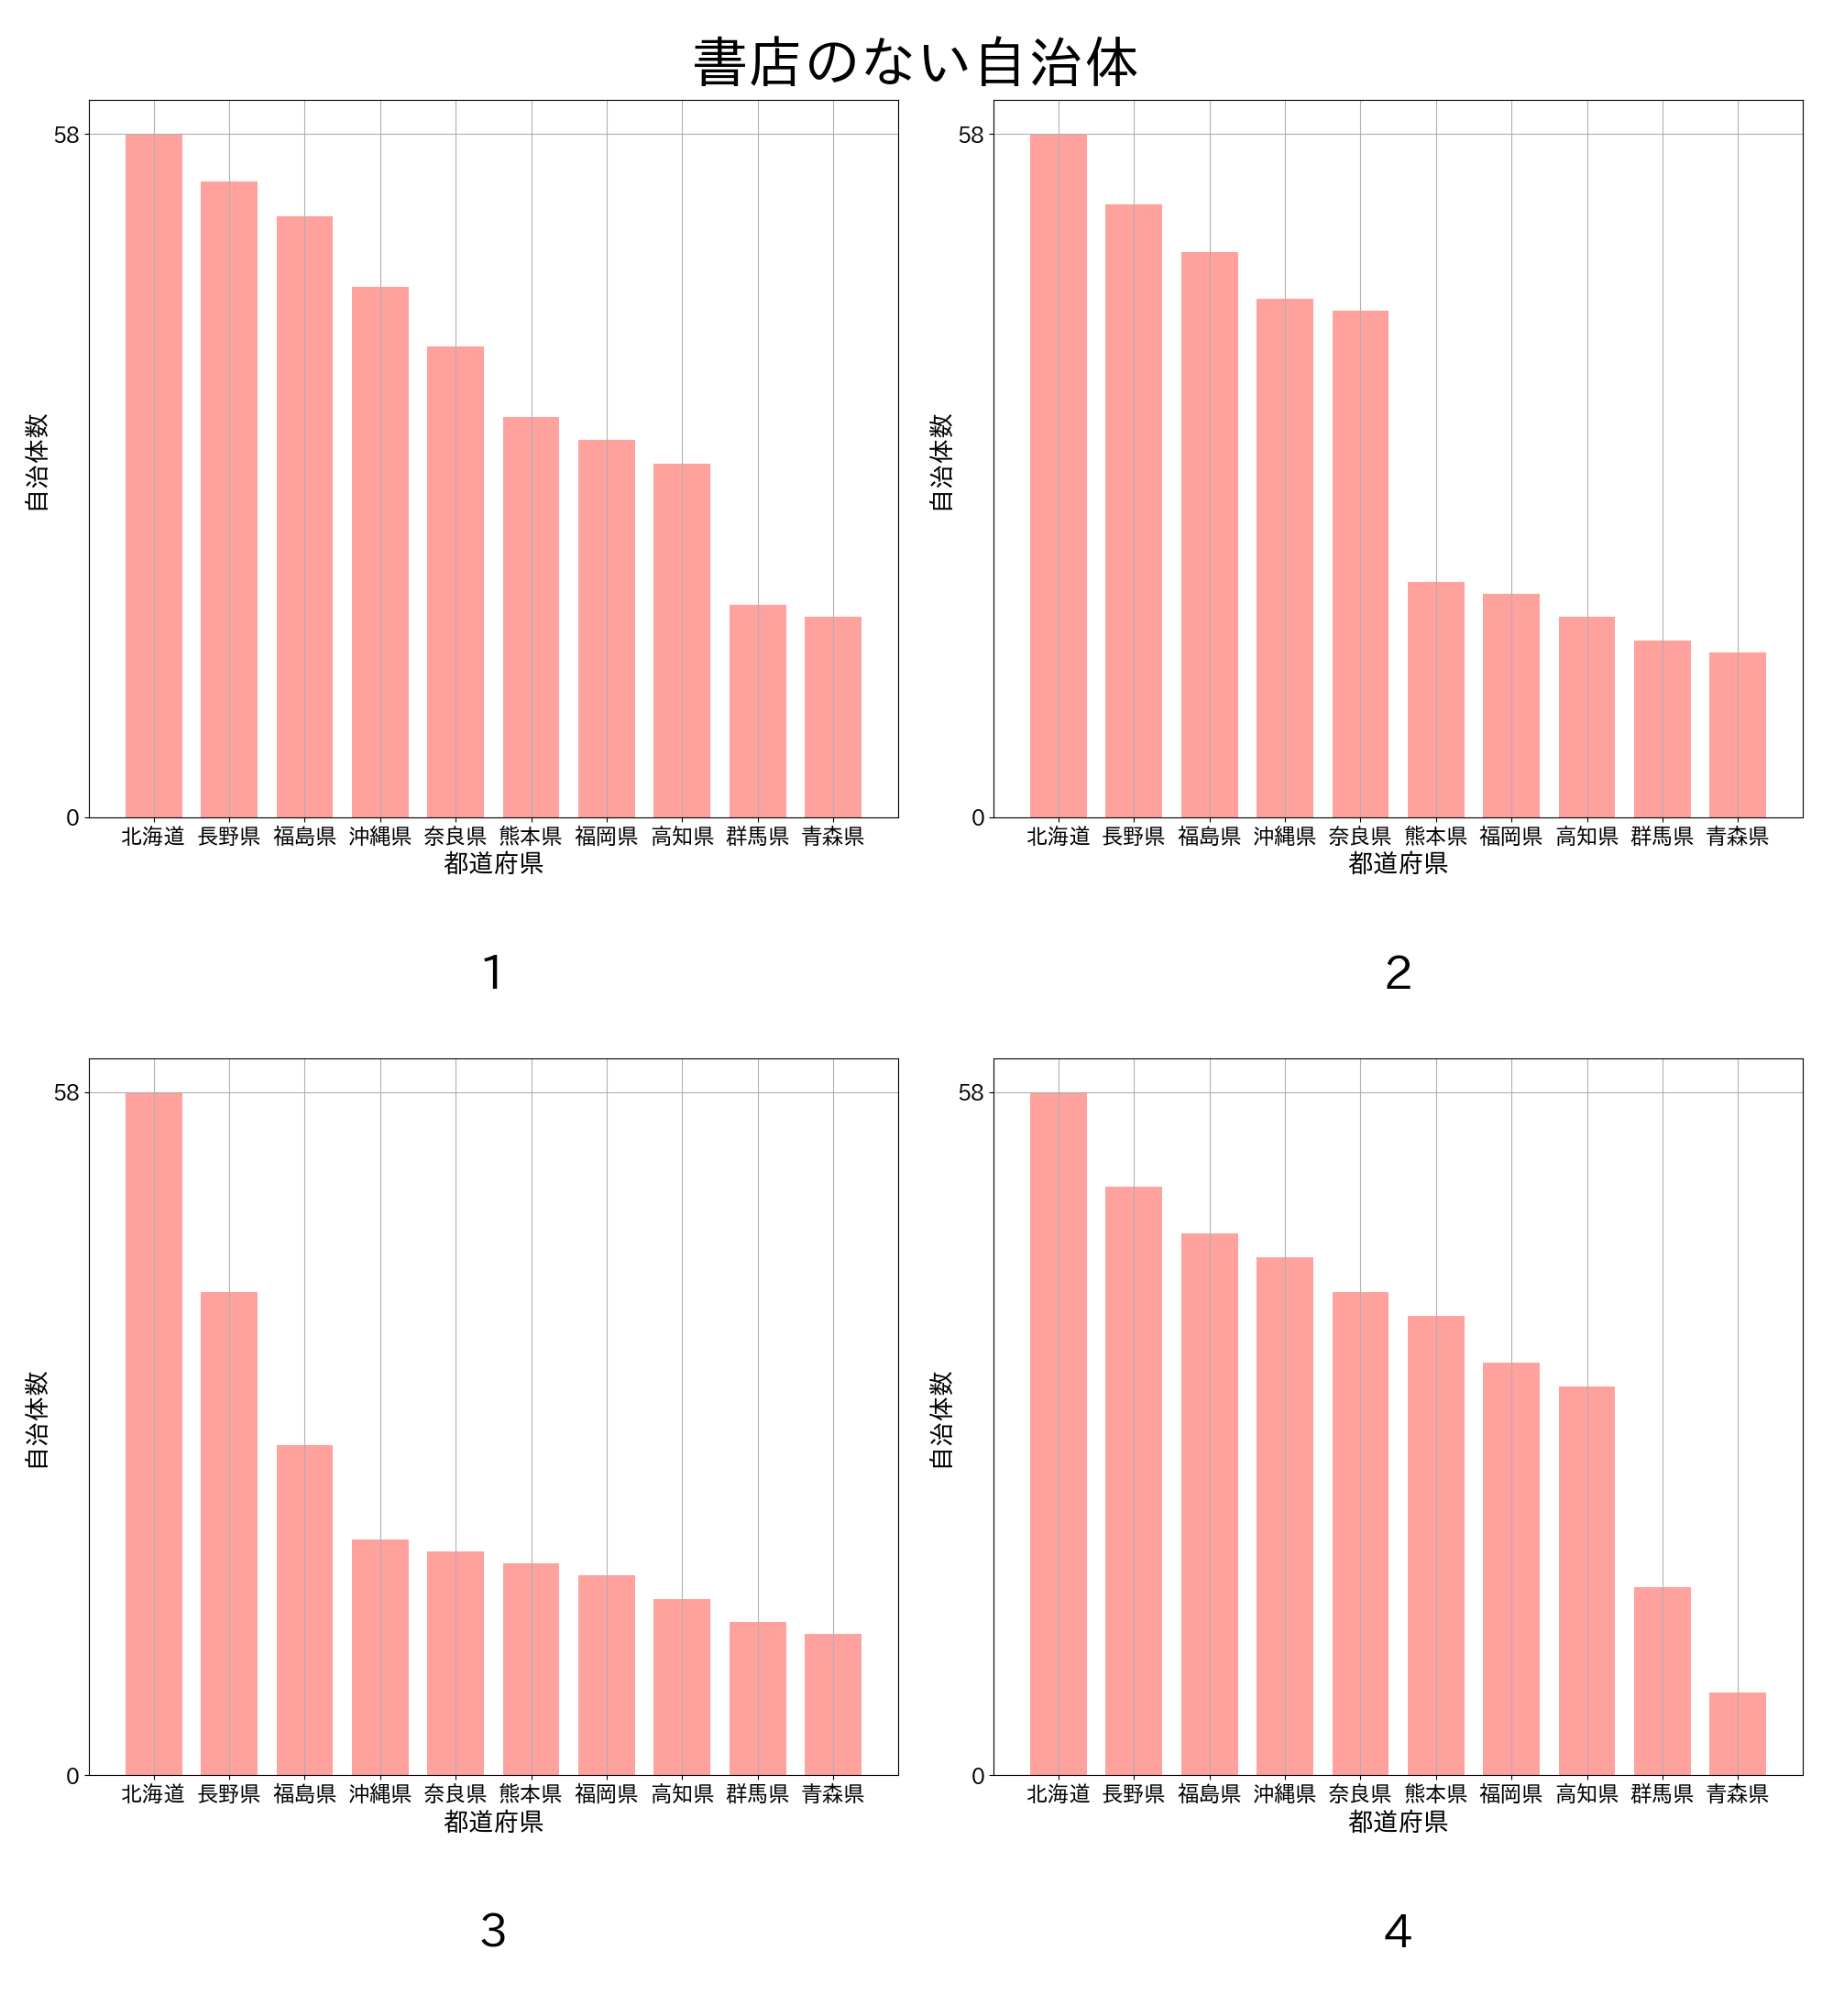 書店のない自治体
58
0
自治体数
北海道 長野県 福島県 沖縄県 奈良県 熊本県 福岡県 高知県 群馬県 青森県
都道府県
1
58
0
自治体数
北海道 長野県 福島県 沖縄県 奈良県 熊本県 福岡県 高知県 群馬県 青森県
都道府県
2
58
0
自治体数
北海道 長野県 福島県 沖縄県 奈良県 熊本県 福岡県 高知県 群馬県 青森県
都道府県
3
58
0
自治体数
北海道 長野県 福島県 沖縄県 奈良県 熊本県 福岡県 高知県 群馬県 青森県
都道府県
4